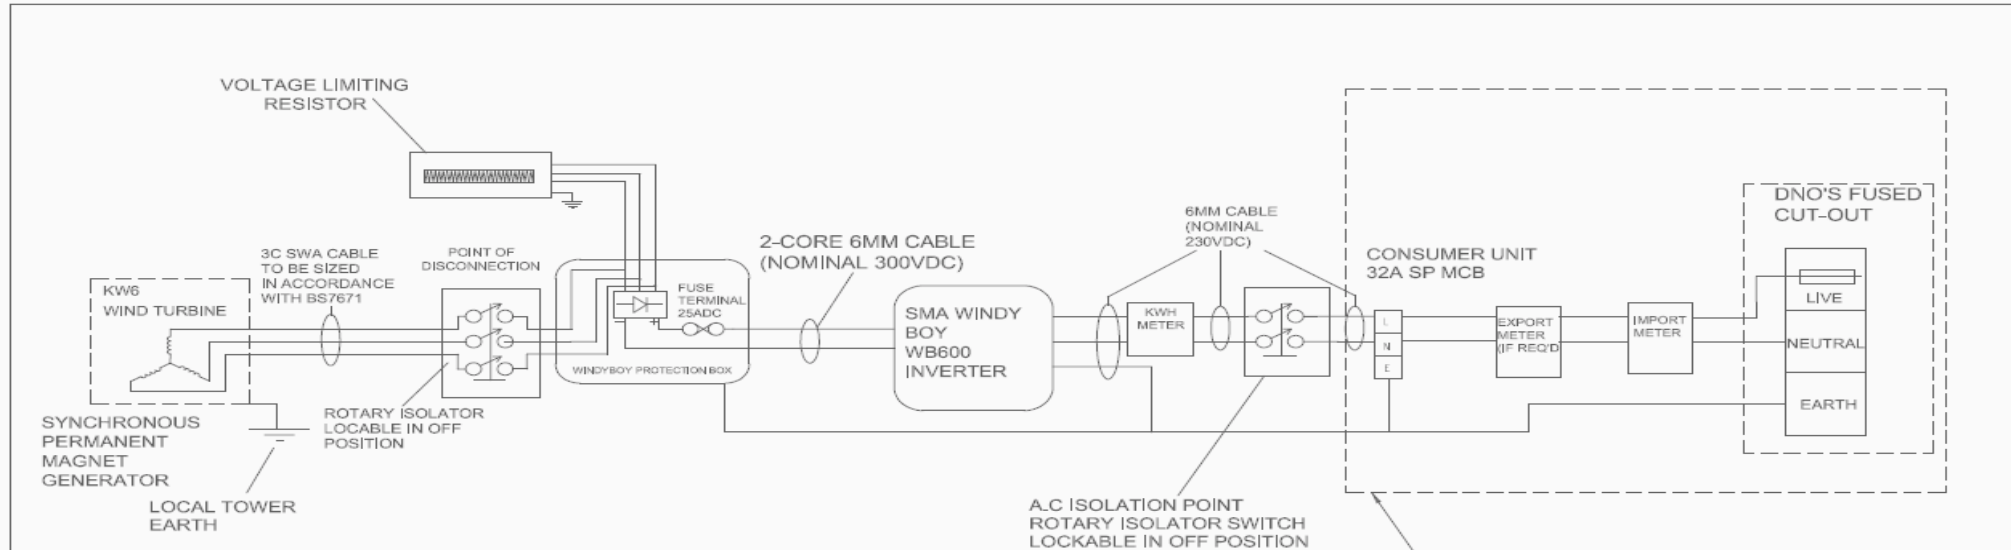 VOLTAGE LIMITING
RESISTOR
3C SWA CABLE
TO BE SIZED
IN ACCORDANCE
WITH BS7671
POINT OF
DISCONNECTION
KW6
WIND TURBINE
SYNCHRONOUS
PERMANENT
MAGNET
GENERATOR
LOCAL TOWER
EARTH
ROTARY ISOLATOR
LOCABLE IN OFF
POSITION
FUSE
TERMINAL
25ADC
WINDYBOY PROTECTION BOX
2-CORE 6MM CABLE
(NOMINAL 300VDC)
SMA WINDY
BOY
WB600
INVERTER
6MM CABLE
(NOMINAL
230VDC)
KWH
METER
A.C ISOLATION POINT
ROTARY ISOLATOR SWITCH
LOCKABLE IN OFF POSITION
CONSUMER UNIT
32A SP MCB
L
N
E
EXPORT
METER
(IF REQ'D
IMPORT
METER
DNO'S FUSED
CUT-OUT
LIVE
NEUTRAL
EARTH